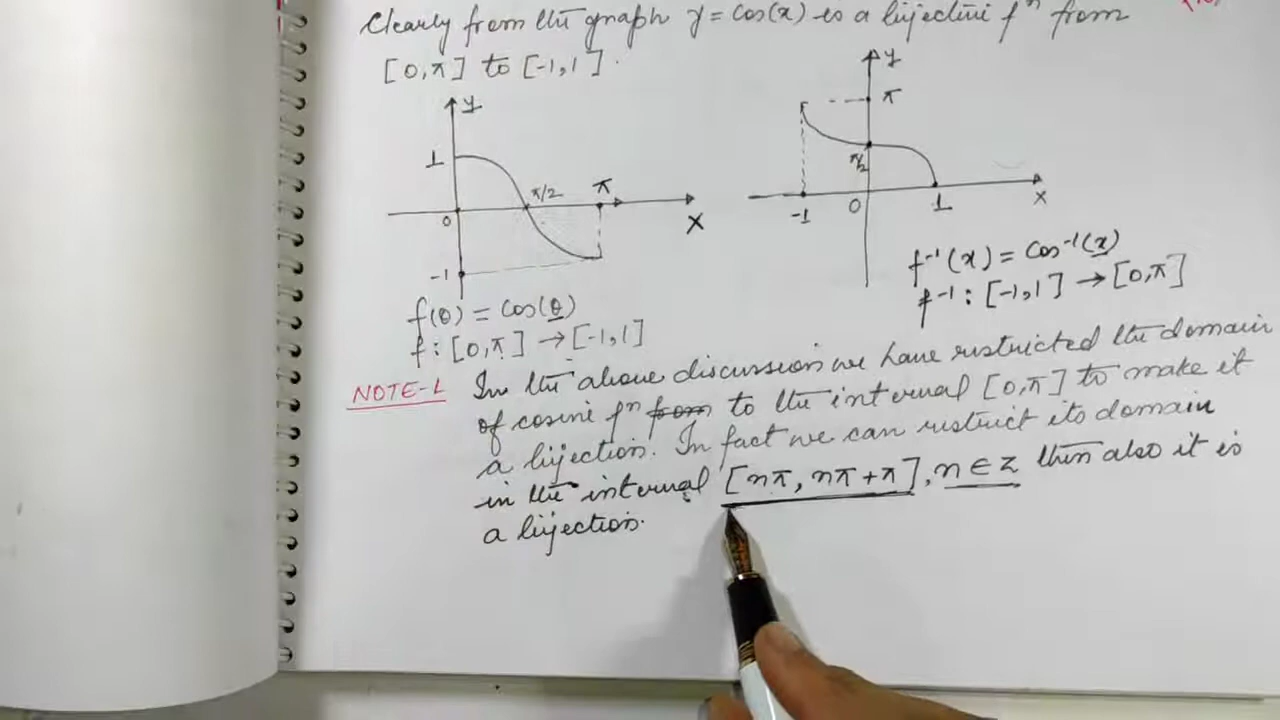 Clearly from the graph y = cos(x) is a bijective fⁿ from
[0, π] to [-1, 1].
y
1
π/2
π
0
X
-1
f(θ) = cos(θ)
f : [0, π] → [-1, 1]
y
π
π/2
-1
0
1
X
f⁻¹(x) = cos⁻¹(x)
f⁻¹ : [-1, 1] → [0, π]
NOTE-1 In the above discussion we have restricted the domain
of cosine fⁿ from to the interval [0, π] to make it
a bijection. In fact we can restrict its domain
in the interval [nπ, nπ + π], n ∈ Z then also it is
a bijection.